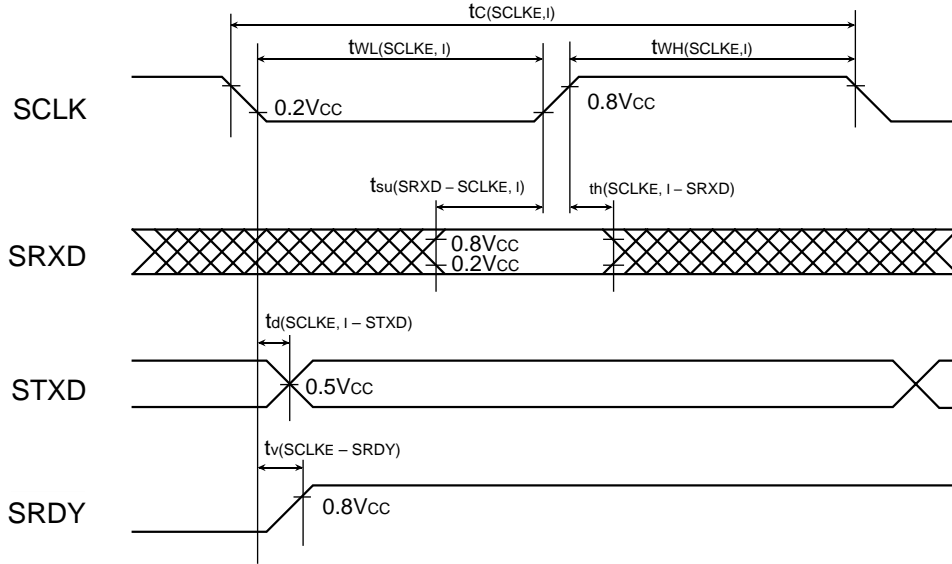 tC(SCLKE,I)
tWL(SCLKE, I) tWH(SCLKE,I)
SCLK 0.2VCC 0.8VCC
tsu(SRXD – SCLKE, I) th(SCLKE, I – SRXD)
SRXD 0.8VCC
0.2VCC
td(SCLKE, I – STXD)
STXD 0.5VCC
tv(SCLKE – SRDY)
SRDY 0.8VCC